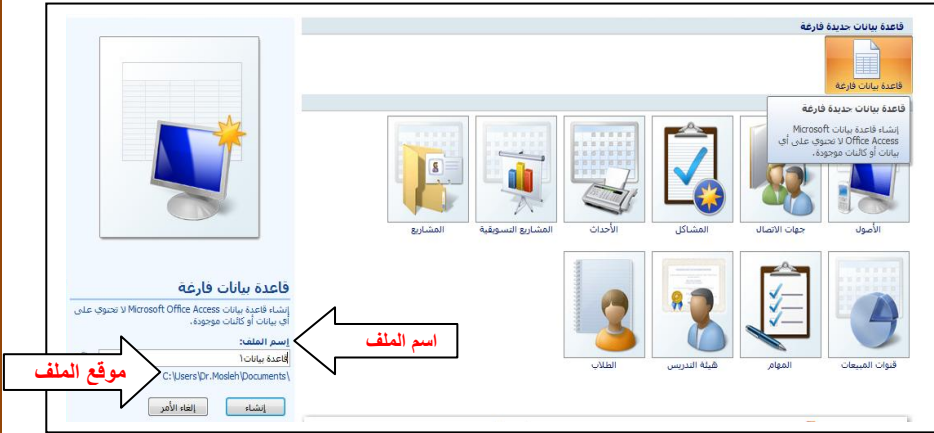 قاعدة بيانات جديدة فارغة
قاعدة بيانات فارغة
قاعدة بيانات جديدة فارغة
إنشاء قاعدة بيانات Microsoft
Office Access لا تحتوي على أي
بيانات أو كائنات موجودة.
الأصول
جهات الاتصال
المشاكل
الأحداث
المشاريع التسويقية
المشاريع
قنوات المبيعات
المهام
هيئة التدريس
الطلاب
قاعدة بيانات فارغة
إنشاء قاعدة بيانات Microsoft Office Access لا تحتوي على
أي بيانات أو كائنات موجودة.
إسم الملف:
قاعدة بيانات١
C:\Users\Dr.Mosleh\Documents\
إنشاء
إلغاء الأمر
اسم الملف
موقع الملف